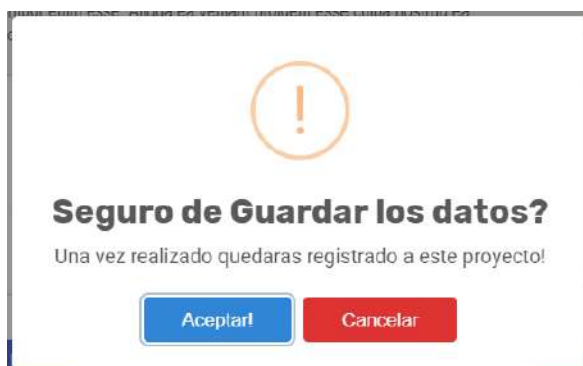 !
Seguro de Guardar los datos?
Una vez realizado quedaras registrado a este proyecto!
Aceptar! Cancelar